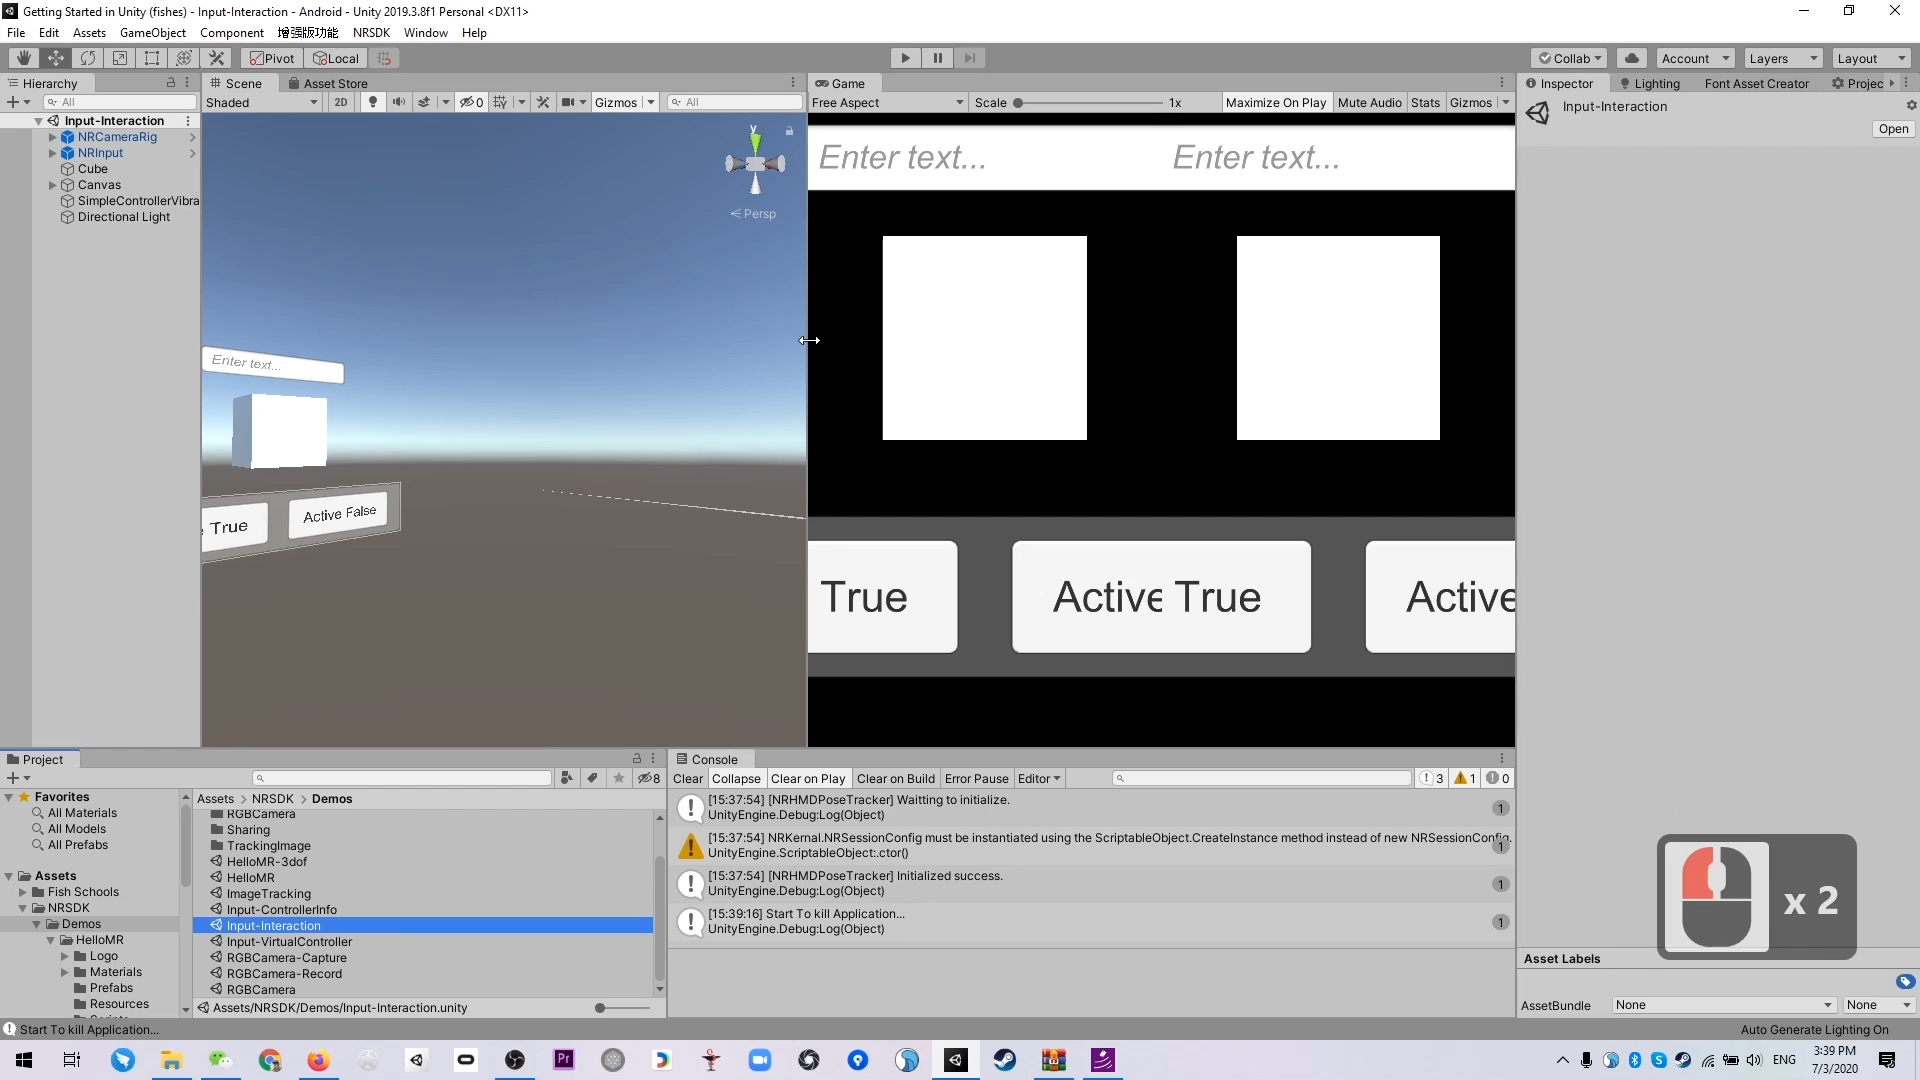 Getting Started in Unity (fishes) - Input-Interaction - Android - Unity 2019.3.8f1 Personal <DX11>
File Edit Assets GameObject Component 增强版功能 NRSDK Window Help
Pivot Local Collab Account Layers Layout
Hierarchy
All
Input-Interaction
NRCameraRig
NRInput
Cube
Canvas
SimpleControllerVibra
Directional Light
Scene Asset Store
Shaded 2D 0 Gizmos All
y
Persp
Enter text...
True
Active False
Game
Free Aspect Scale 1x Maximize On Play Mute Audio Stats Gizmos
Enter text... Enter text...
True Active True Active
Inspector Lighting Font Asset Creator Projec
Input-Interaction
Open
Project
8
Favorites
All Materials
All Models
All Prefabs
Assets
Fish Schools
NRSDK
Demos
HelloMR
Logo
Materials
Prefabs
Resources
Assets > NRSDK > Demos
RGBCamera
Sharing
TrackingImage
HelloMR-3dof
HelloMR
ImageTracking
Input-ControllerInfo
Input-Interaction
Input-VirtualController
RGBCamera-Capture
RGBCamera-Record
RGBCamera
Assets/NRSDK/Demos/Input-Interaction.unity
Console
Clear Collapse Clear on Play Clear on Build Error Pause Editor 3 1 0
[15:37:54] [NRHMDPoseTracker] Waitting to initialize.
UnityEngine.Debug:Log(Object)
1
[15:37:54] NRKernal.NRSessionConfig must be instantiated using the ScriptableObject.CreateInstance method instead of new NRSessionConfig.
UnityEngine.ScriptableObject:.ctor()
1
[15:37:54] [NRHMDPoseTracker] Initialized success.
UnityEngine.Debug:Log(Object)
1
[15:39:16] Start To kill Application...
UnityEngine.Debug:Log(Object)
1
x 2
Asset Labels
AssetBundle None None
Start To kill Application...
Auto Generate Lighting On
Pr
ENG
3:39 PM
7/3/2020